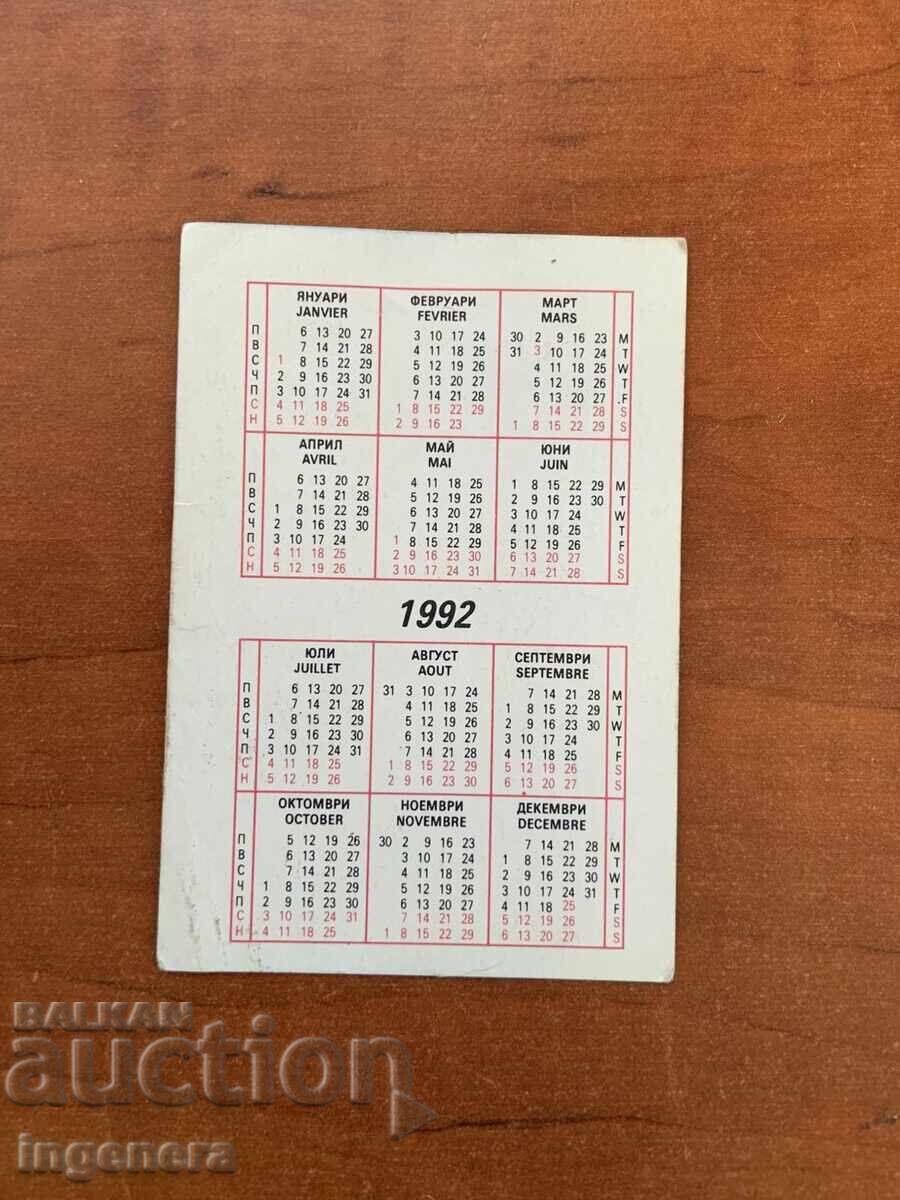 ЯНУАРИ ФЕВРУАРИ МАРТ
JANVIER FEVRIER MARS
П 6 13 20 27 3 10 17 24 30 2 9 16 23 M
В 7 14 21 28 4 11 18 25 31 3 10 17 24 T
С 1 8 15 22 29 5 12 19 26 4 11 18 25 W
Ч 2 9 16 23 30 6 13 20 27 5 12 19 26 T
П 3 10 17 24 31 7 14 21 28 6 13 20 27 .F
С 4 11 18 25 1 8 15 22 29 7 14 21 28 S
Н 5 12 19 26 2 9 16 23 1 8 15 22 29 S
АПРИЛ МАЙ ЮНИ
AVRIL MAI JUIN
П 6 13 20 27 4 11 18 25 1 8 15 22 29 M
В 7 14 21 28 5 12 19 26 2 9 16 23 30 T
С 1 8 15 22 29 6 13 20 27 3 10 17 24 W
Ч 2 9 16 23 30 7 14 21 28 4 11 18 25 T
П 3 10 17 24 1 8 15 22 29 5 12 19 26 F
С 4 11 18 25 2 9 16 23 30 6 13 20 27 S
Н 5 12 19 26 3 10 17 24 31 7 14 21 28 S
1992
ЮЛИ АВГУСТ СЕПТЕМВРИ
JUILLET AOUT SEPTEMBRE
П 6 13 20 27 31 3 10 17 24 7 14 21 28 M
В 7 14 21 28 4 11 18 25 1 8 15 22 29 T
С 1 8 15 22 29 5 12 19 26 2 9 16 23 30 W
Ч 2 9 16 23 30 6 13 20 27 3 10 17 24 T
П 3 10 17 24 31 7 14 21 28 4 11 18 25 F
С 4 11 18 25 1 8 15 22 29 5 12 19 26 S
Н 5 12 19 26 2 9 16 23 30 6 13 20 27 S
ОКТОМВРИ НОЕМВРИ ДЕКЕМВРИ
OCTOBER NOVEMBRE DECEMBRE
П 5 12 19 26 30 2 9 16 23 7 14 21 28 M
В 6 13 20 27 3 10 17 24 1 8 15 22 29 T
С 7 14 21 28 4 11 18 25 2 9 16 23 30 W
Ч 1 8 15 22 29 5 12 19 26 3 10 17 24 31 T
П 2 9 16 23 30 6 13 20 27 4 11 18 25 F
С 3 10 17 24 31 7 14 21 28 5 12 19 26 S
Н 4 11 18 25 1 8 15 22 29 6 13 20 27 S
BALKAN
auction
ingenera